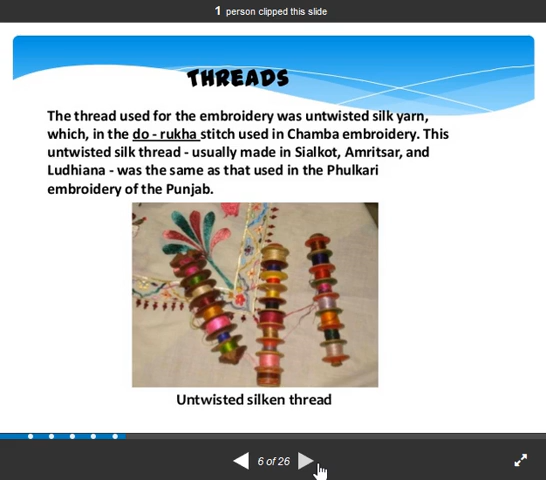 1 person clipped this slide
THREADS
The thread used for the embroidery was untwisted silk yarn,
which, in the do - rukha stitch used in Chamba embroidery. This
untwisted silk thread - usually made in Sialkot, Amritsar, and
Ludhiana - was the same as that used in the Phulkari
embroidery of the Punjab.
Untwisted silken thread
6 of 26